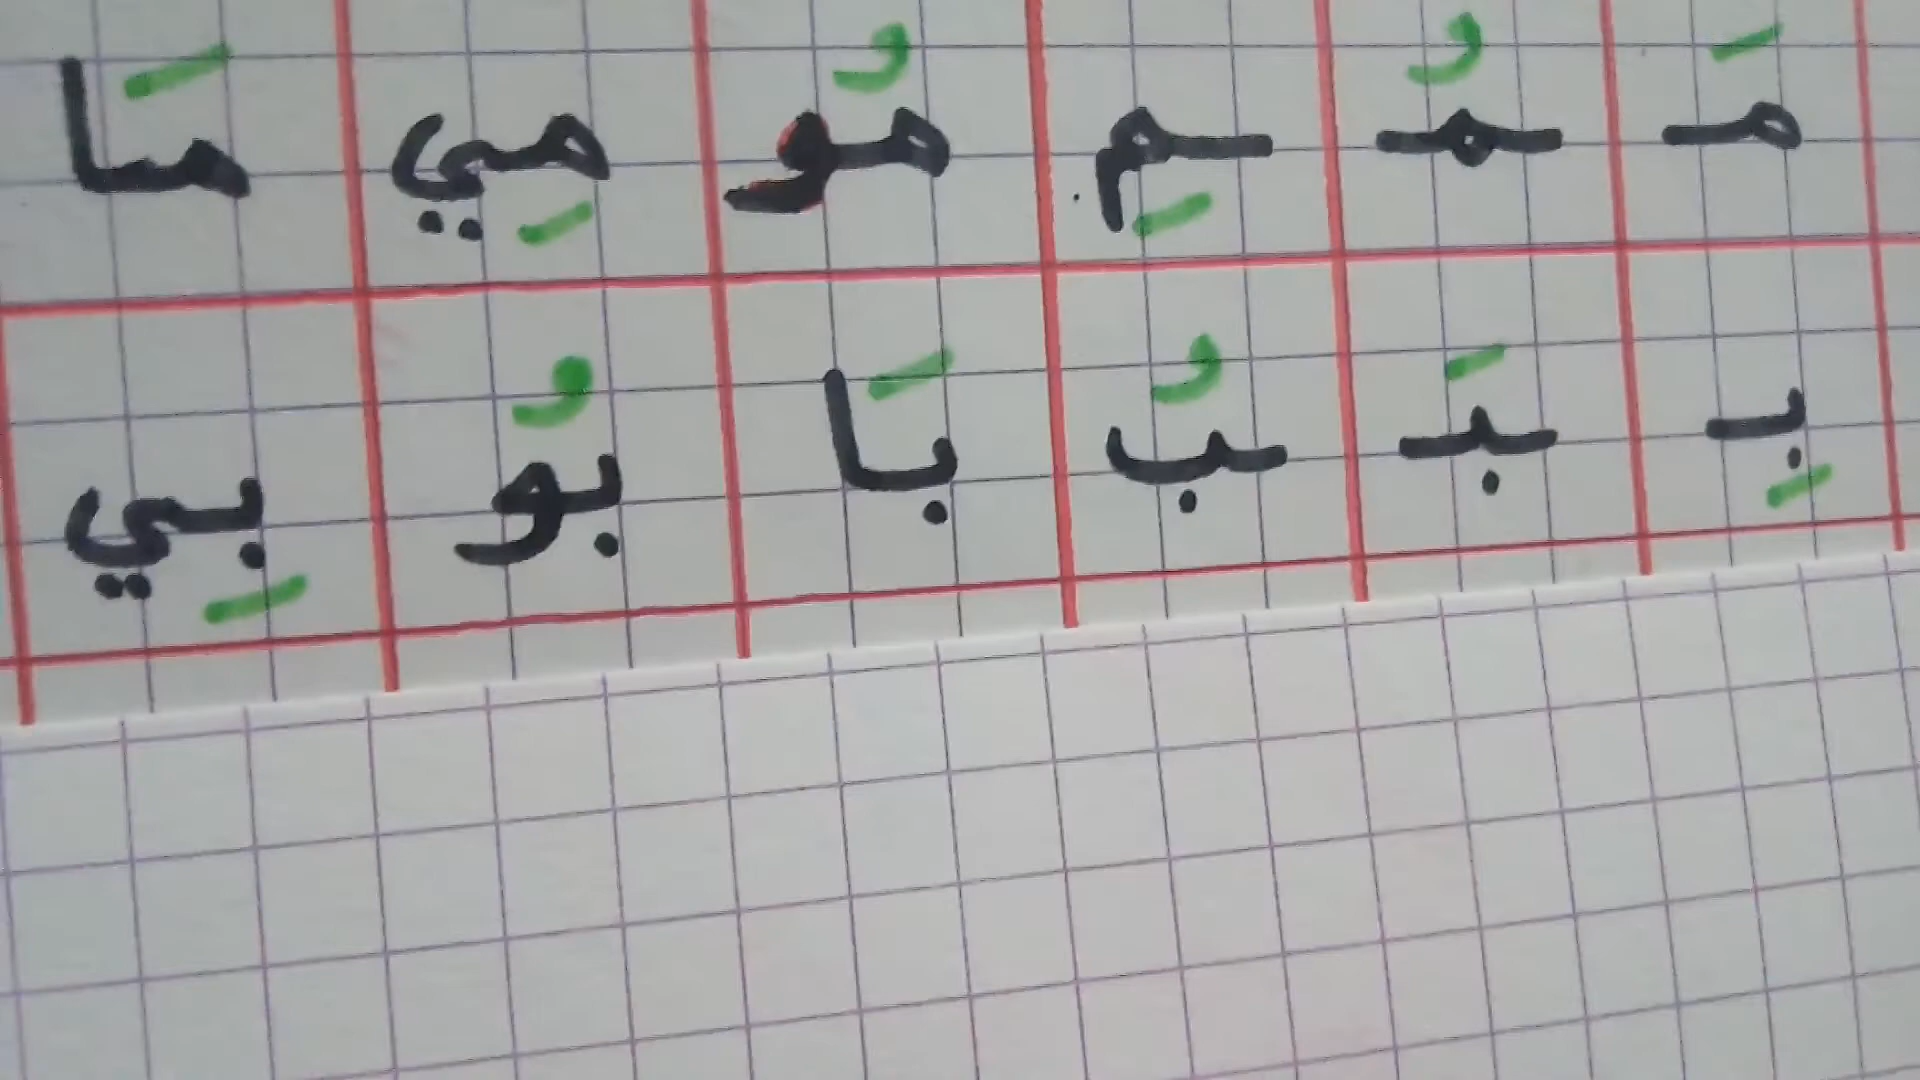 مَـ ـمُـ ـمِ مُو مِي مَا
بِـ ـبَـ ـبُ بَا بُو بِي